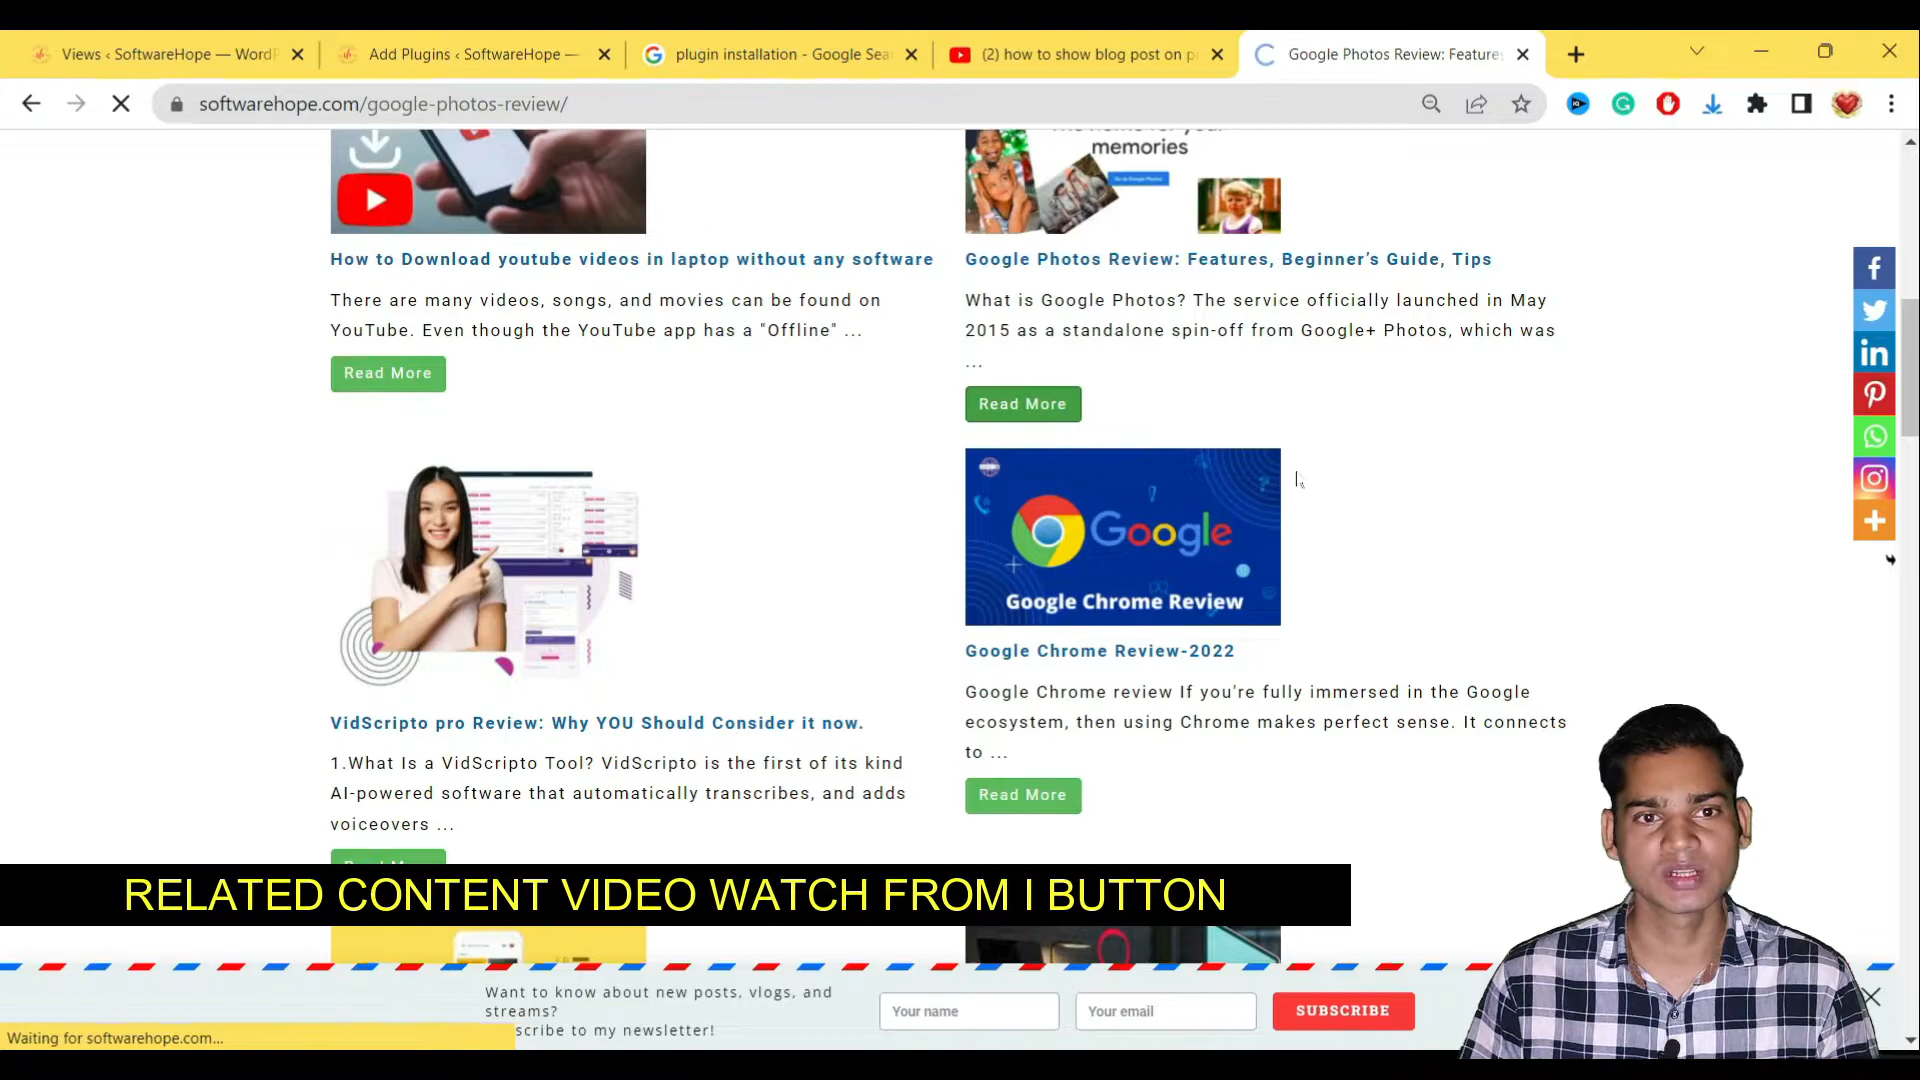 Views ‹ SoftwareHope — WordP
Add Plugins ‹ SoftwareHope —
plugin installation - Google Sea
(2) how to show blog post on p
Google Photos Review: Feature
softwarehope.com/google-photos-review/
memories
How to Download youtube videos in laptop without any software
There are many videos, songs, and movies can be found on
YouTube. Even though the YouTube app has a "Offline" ...
Read More
Google Photos Review: Features, Beginner’s Guide, Tips
What is Google Photos? The service officially launched in May
2015 as a standalone spin-off from Google+ Photos, which was
...
Read More
VidScripto pro Review: Why YOU Should Consider it now.
1.What Is a VidScripto Tool? VidScripto is the first of its kind
AI-powered software that automatically transcribes, and adds
voiceovers ...
Google
Google Chrome Review
Google Chrome Review-2022
Google Chrome review If you're fully immersed in the Google
ecosystem, then using Chrome makes perfect sense. It connects
to ...
Read More
RELATED CONTENT VIDEO WATCH FROM I BUTTON
Want to know about new posts, vlogs, and
streams?
scribe to my newsletter!
Your name
Your email
SUBSCRIBE
Waiting for softwarehope.com...